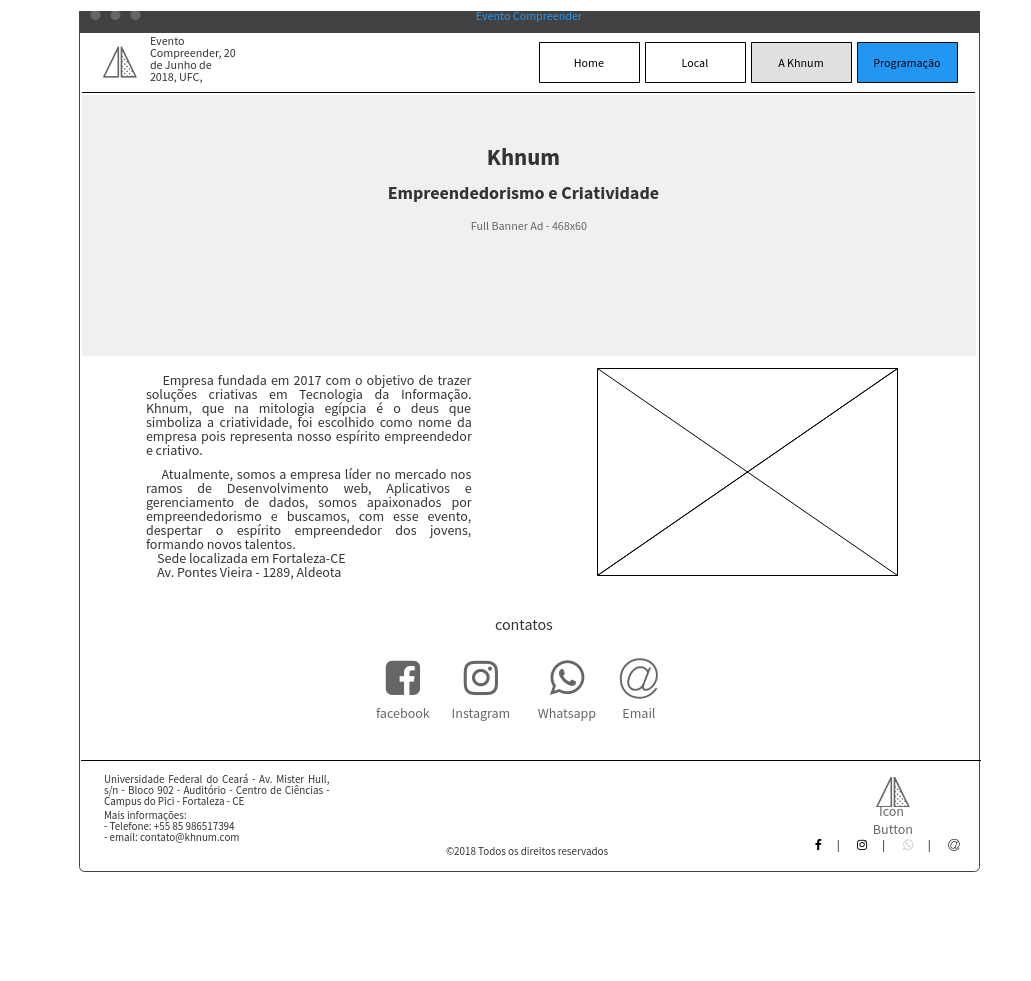 Evento Compreender
Evento
Compreender, 20
de Junho de
2018, UFC,
Home
Local
A Khnum
Programação
Khnum
Empreendedorismo e Criatividade
Full Banner Ad - 468x60
Empresa fundada em 2017 com o objetivo de trazer
soluções criativas em Tecnologia da Informação.
Khnum, que na mitologia egípcia é o deus que
simboliza a criatividade, foi escolhido como nome da
empresa pois representa nosso espírito empreendedor
e criativo.
Atualmente, somos a empresa líder no mercado nos
ramos de Desenvolvimento web, Aplicativos e
gerenciamento de dados, somos apaixonados por
empreendedorismo e buscamos, com esse evento,
despertar o espírito empreendedor dos jovens,
formando novos talentos.
Sede localizada em Fortaleza-CE
Av. Pontes Vieira - 1289, Aldeota
contatos
facebook
Instagram
Whatsapp
Email
Universidade Federal do Ceará - Av. Mister Hull,
s/n - Bloco 902 - Auditório - Centro de Ciências -
Campus do Pici - Fortaleza - CE
Mais informações:
- Telefone: +55 85 986517394
- email: contato@khnum.com
©2018 Todos os direitos reservados
Icon
Button
| | |